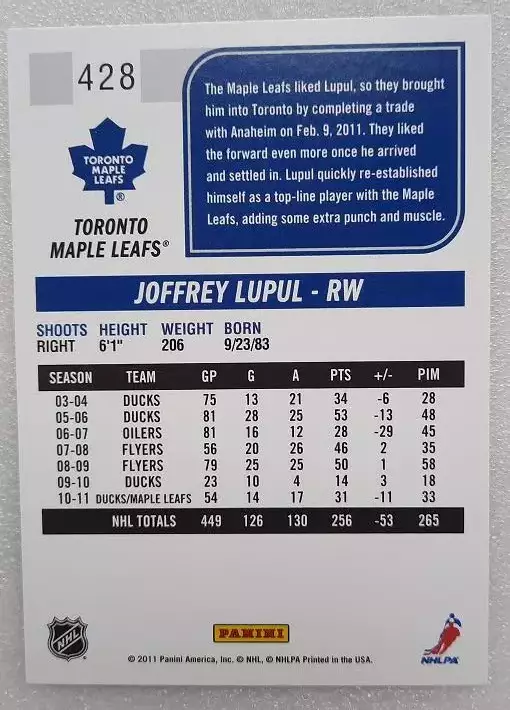 428
The Maple Leafs liked Lupul, so they brought
him into Toronto by completing a trade
with Anaheim on Feb. 9, 2011. They liked
the forward even more once he arrived
and settled in. Lupul quickly re-established
himself as a top-line player with the Maple
Leafs, adding some extra punch and muscle.
TORONTO
MAPLE
LEAFS
®
TORONTO
MAPLE LEAFS®
JOFFREY LUPUL - RW
SHOOTS HEIGHT WEIGHT BORN
RIGHT 6'1" 206 9/23/83
SEASON TEAM GP G A PTS +/- PIM
03-04 DUCKS 75 13 21 34 -6 28
05-06 DUCKS 81 28 25 53 -13 48
06-07 OILERS 81 16 12 28 -29 45
07-08 FLYERS 56 20 26 46 2 35
08-09 FLYERS 79 25 25 50 1 58
09-10 DUCKS 23 10 4 14 3 18
10-11 DUCKS/MAPLE LEAFS 54 14 17 31 -11 33
NHL TOTALS 449 126 130 256 -53 265
NHL
PANINI
NHLPA
© 2011 Panini America, Inc. © NHL, © NHLPA Printed in the USA.